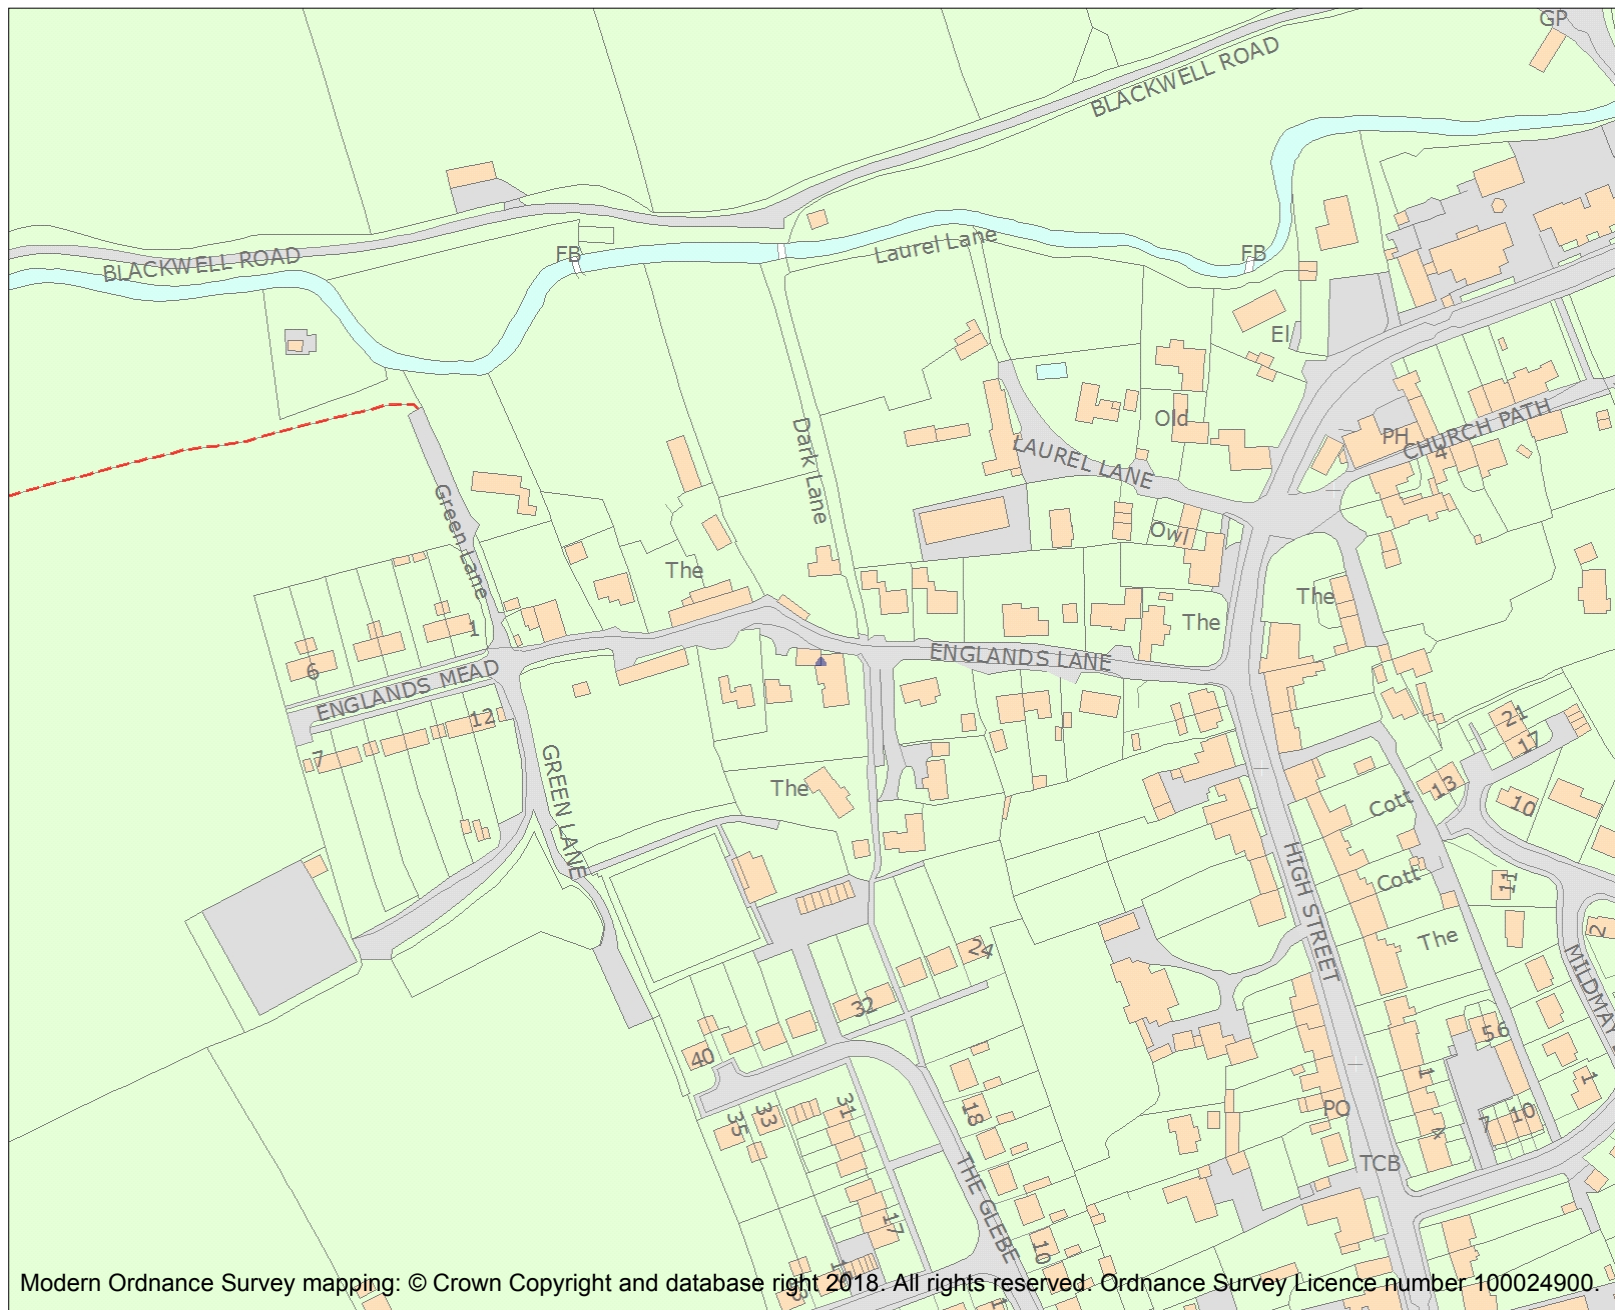 GP
BLACKWELL ROAD
BLACKWELL ROAD
FB
Laurel Lane
FB
El
Old
PH
CHURCH PATH
4
Dark Lane
LAUREL LANE
Green Lane
Owl
The
The
The
1
6
ENGLANDS MEAD
ENGLANDS LANE
12
7
21
17
GREEN LANE
The
13
10
Cott
Cott
11
HIGH STREET
The
2
MILDMAY
24
32
40
56
1
1
PO
35
33
31
18
4
7
10
TCB
THE GLEBE
17
10
Modern Ordnance Survey mapping: © Crown Copyright and database right 2018. All rights reserved. Ordnance Survey Licence number 100024900.